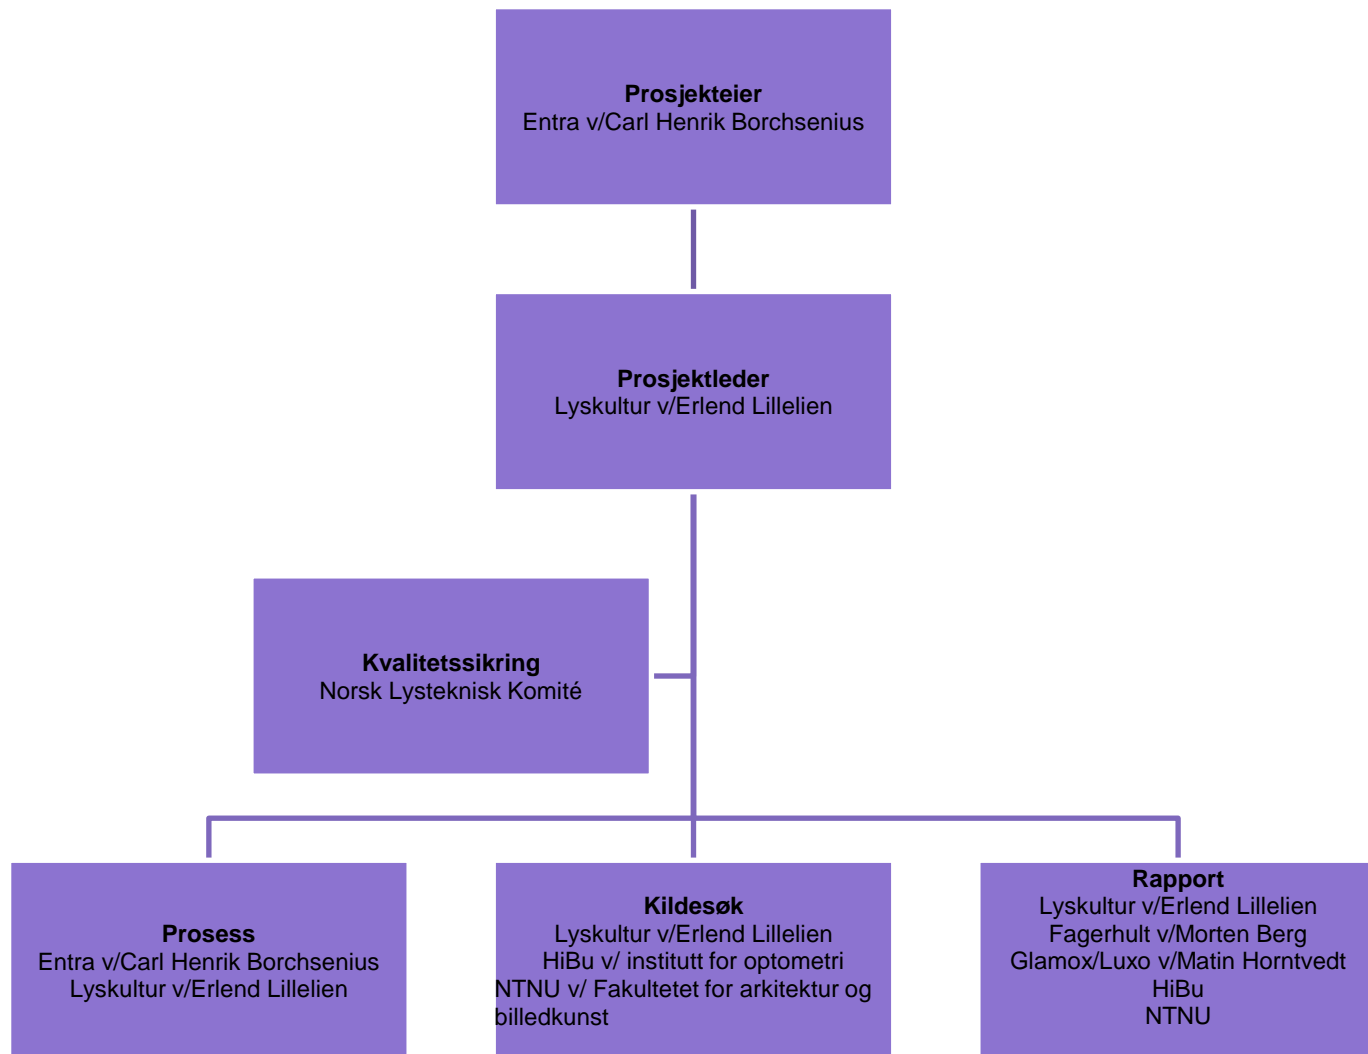 Prosjekteier
Entra v/Carl Henrik Borchsenius
Prosjektleder
Lyskultur v/Erlend Lillelien
Kvalitetssikring
Norsk Lysteknisk Komité
Prosess
Entra v/Carl Henrik Borchsenius
Lyskultur v/Erlend Lillelien
Kildesøk
Lyskultur v/Erlend Lillelien
HiBu v/ institutt for optometri
NTNU v/ Fakultetet for arkitektur og
billedkunst
Rapport
Lyskultur v/Erlend Lillelien
Fagerhult v/Morten Berg
Glamox/Luxo v/Matin Horntvedt
HiBu
NTNU